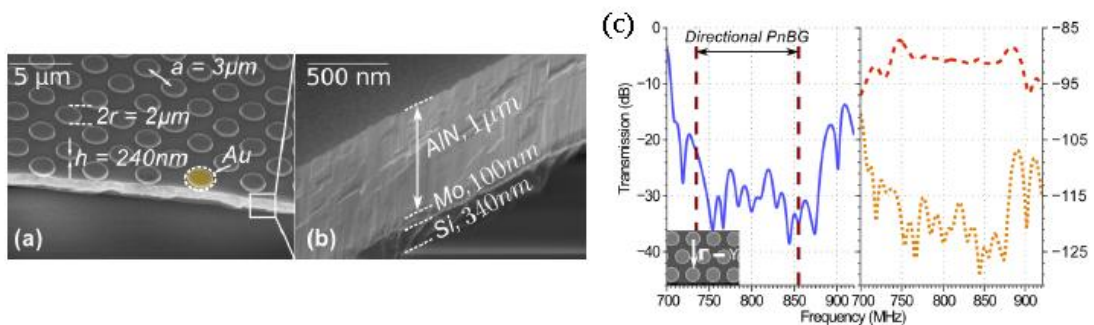 5 μm
a = 3μm
2r = 2μm
h = 240nm
Au
(a)
500 nm
AlN, 1μm
Mo,100nm
Si, 340nm
(b)
(c)
Directional PnBG
Transmission (dB)
0
-10
-20
-30
-40
Γ – Y
700 750 800 850 900
700 750 800 850 900
Frequency (MHz)
-85
-95
-105
-115
-125